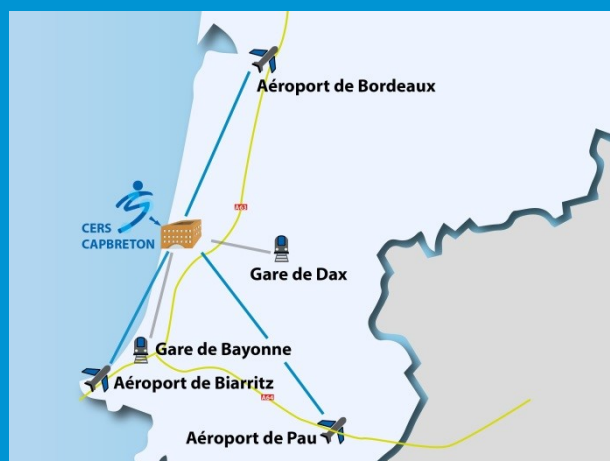 Aéroport de Bordeaux
A63
CERS
CAPBRETON
Gare de Dax
Gare de Bayonne
Aéroport de Biarritz
A64
Aéroport de Pau